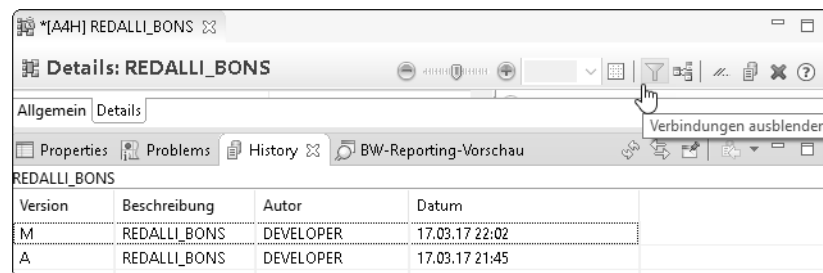 *[A4H] REDALLI_BONS
Details: REDALLI_BONS
Allgemein Details
Verbindungen ausblenden
Properties Problems History BW-Reporting-Vorschau
REDALLI_BONS
Version Beschreibung Autor Datum
M REDALLI_BONS DEVELOPER 17.03.17 22:02
A REDALLI_BONS DEVELOPER 17.03.17 21:45